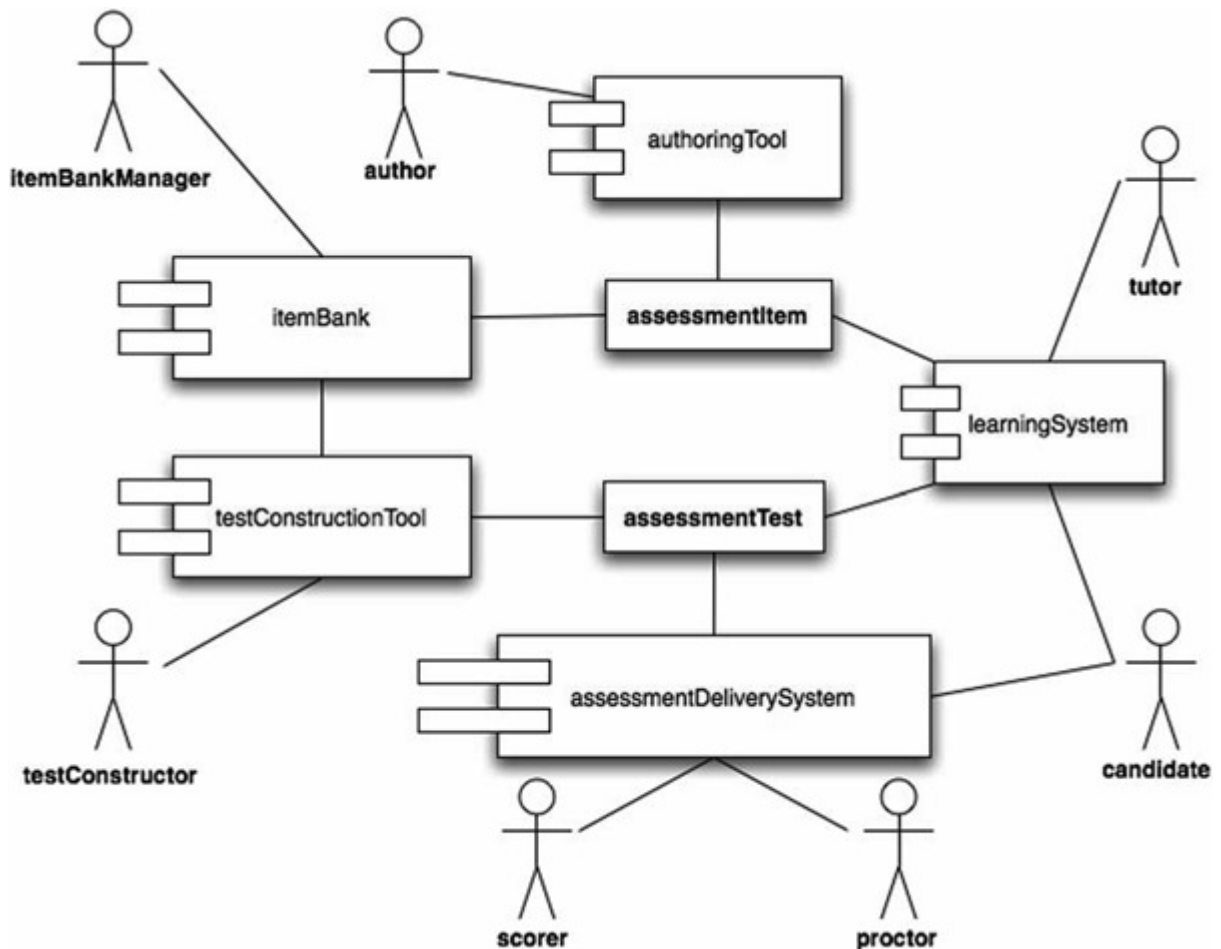 authoringTool
author
itemBankManager
tutor
itemBank
assessmentItem
learningSystem
testConstructionTool
assessmentTest
assessmentDeliverySystem
testConstructor
candidate
scorer
proctor